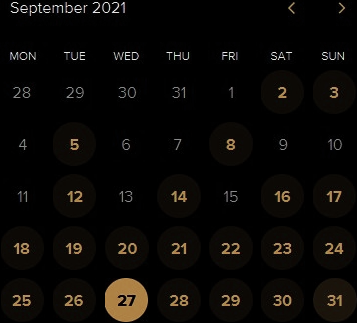 September 2021 < >
MON TUE WED THU FRI SAT SUN
28 29 30 31 1 2 3
4 5 6 7 8 9 10
11 12 13 14 15 16 17
18 19 20 21 22 23 24
25 26 27 28 29 30 31